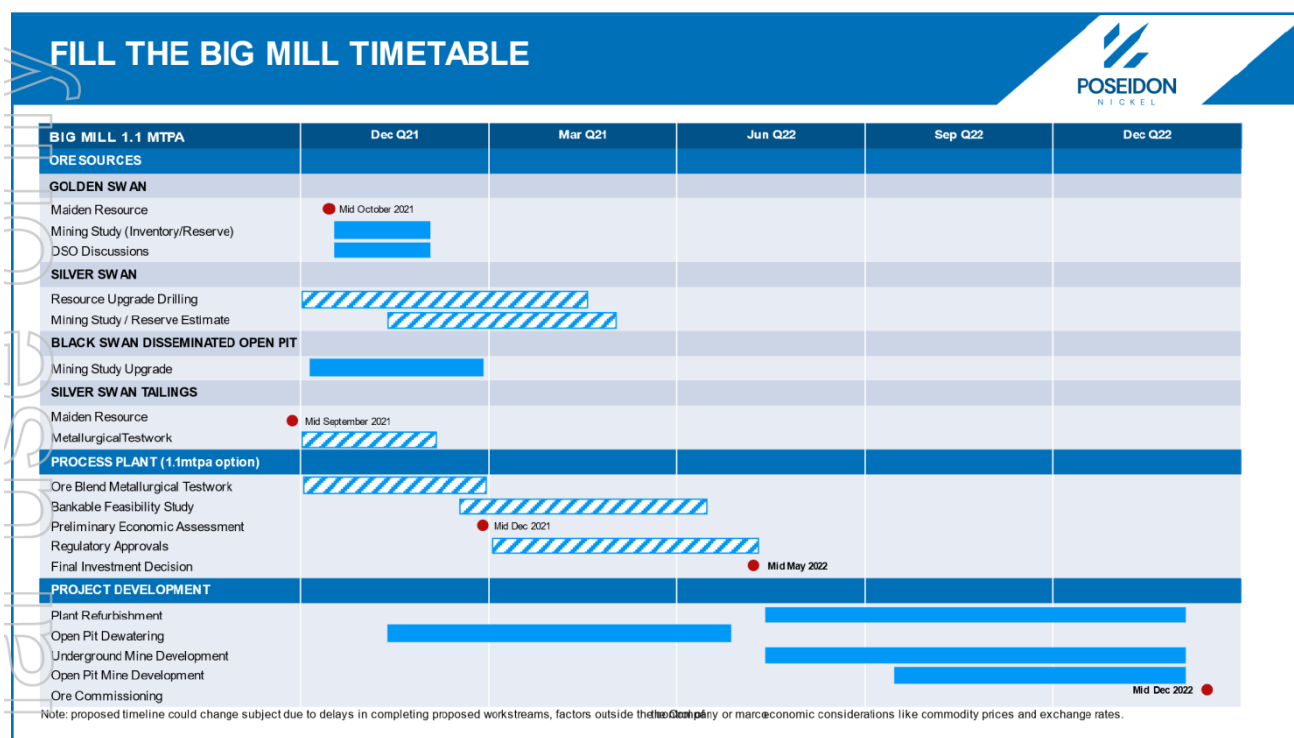 FILL THE BIG MILL TIMETABLE
POSEIDON
NICKEL
BIG MILL 1.1 MTPA Dec Q21 Mar Q21 Jun Q22 Sep Q22 Dec Q22
ORE SOURCES
GOLDEN SWAN
Maiden Resource Mid October 2021
Mining Study (Inventory/Reserve)
DSO Discussions
SILVER SWAN
Resource Upgrade Drilling
Mining Study / Reserve Estimate
BLACK SWAN DISSEMINATED OPEN PIT
Mining Study Upgrade
SILVER SWAN TAILINGS
Maiden Resource Mid September 2021
MetallurgicalTestwork
PROCESS PLANT (1.1mtpa option)
Ore Blend Metallurgical Testwork
Bankable Feasibility Study
Preliminary Economic Assessment Mid Dec 2021
Regulatory Approvals
Final Investment Decision Mid May 2022
PROJECT DEVELOPMENT
Plant Refurbishment
Open Pit Dewatering
Underground Mine Development
Open Pit Mine Development
Ore Commissioning Mid Dec 2022
Note: proposed timeline could change subject due to delays in completing proposed workstreams, factors outside the or marcoeconomic considerations like commodity prices and exchange rates.